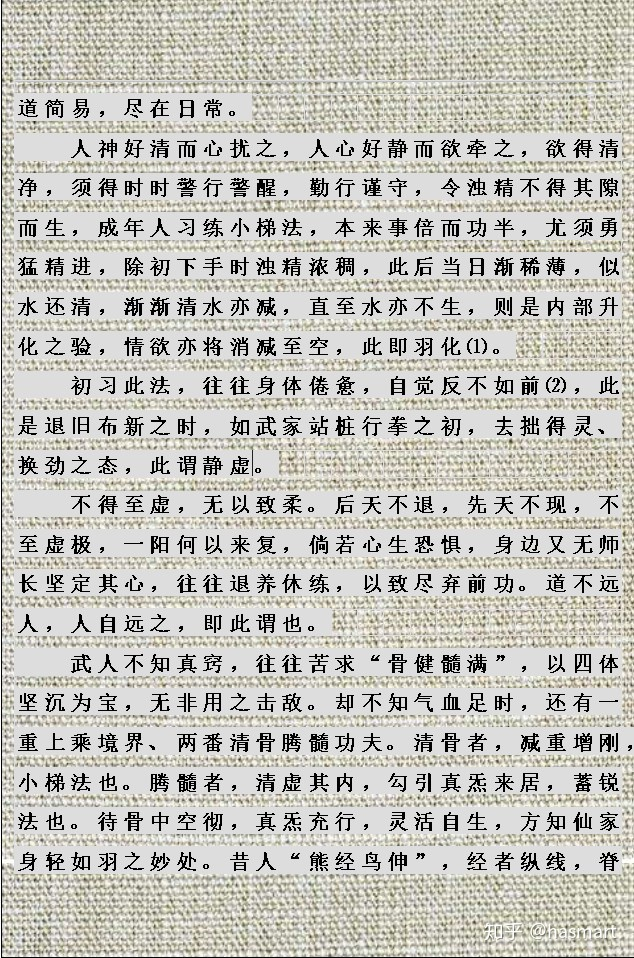 道简易，尽在日常。
人神好清而心扰之，人心好静而欲牵之，欲得清
净，须得时时警行警醒，勤行谨守，令浊精不得其隙
而生，成年人习练小梯法，本来事倍而功半，尤须勇
猛精进，除初下手时浊精浓稠，此后当日渐稀薄，似
水还清，渐渐清水亦减，直至水亦不生，则是内部升
化之验，情欲亦将消减至空，此即羽化⑴。
初习此法，往往身体倦惫，自觉反不如前⑵，此
是退旧布新之时，如武家站桩行拳之初，去拙得灵、
换劲之态，此谓静虚。
不得至虚，无以致柔。后天不退，先天不现，不
至虚极，一阳何以来复，倘若心生恐惧，身边又无师
长坚定其心，往往退养休练，以致尽弃前功。道不远
人，人自远之，即此谓也。
武人不知真窍，往往苦求“骨健髓满”，以四体
坚沉为宝，无非用之击敌。却不知气血足时，还有一
重上乘境界、两番清骨腾髓功夫。清骨者，减重增刚，
小梯法也。腾髓者，清虚其内，勾引真炁来居，蓄锐
法也。待骨中空彻，真炁充行，灵活自生，方知仙家
身轻如羽之妙处。昔人“熊经鸟伸”，经者纵线，脊
知乎 @hasmart